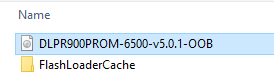 Name
DLPR900PROM-6500-v5.0.1-OOB
FlashLoaderCache